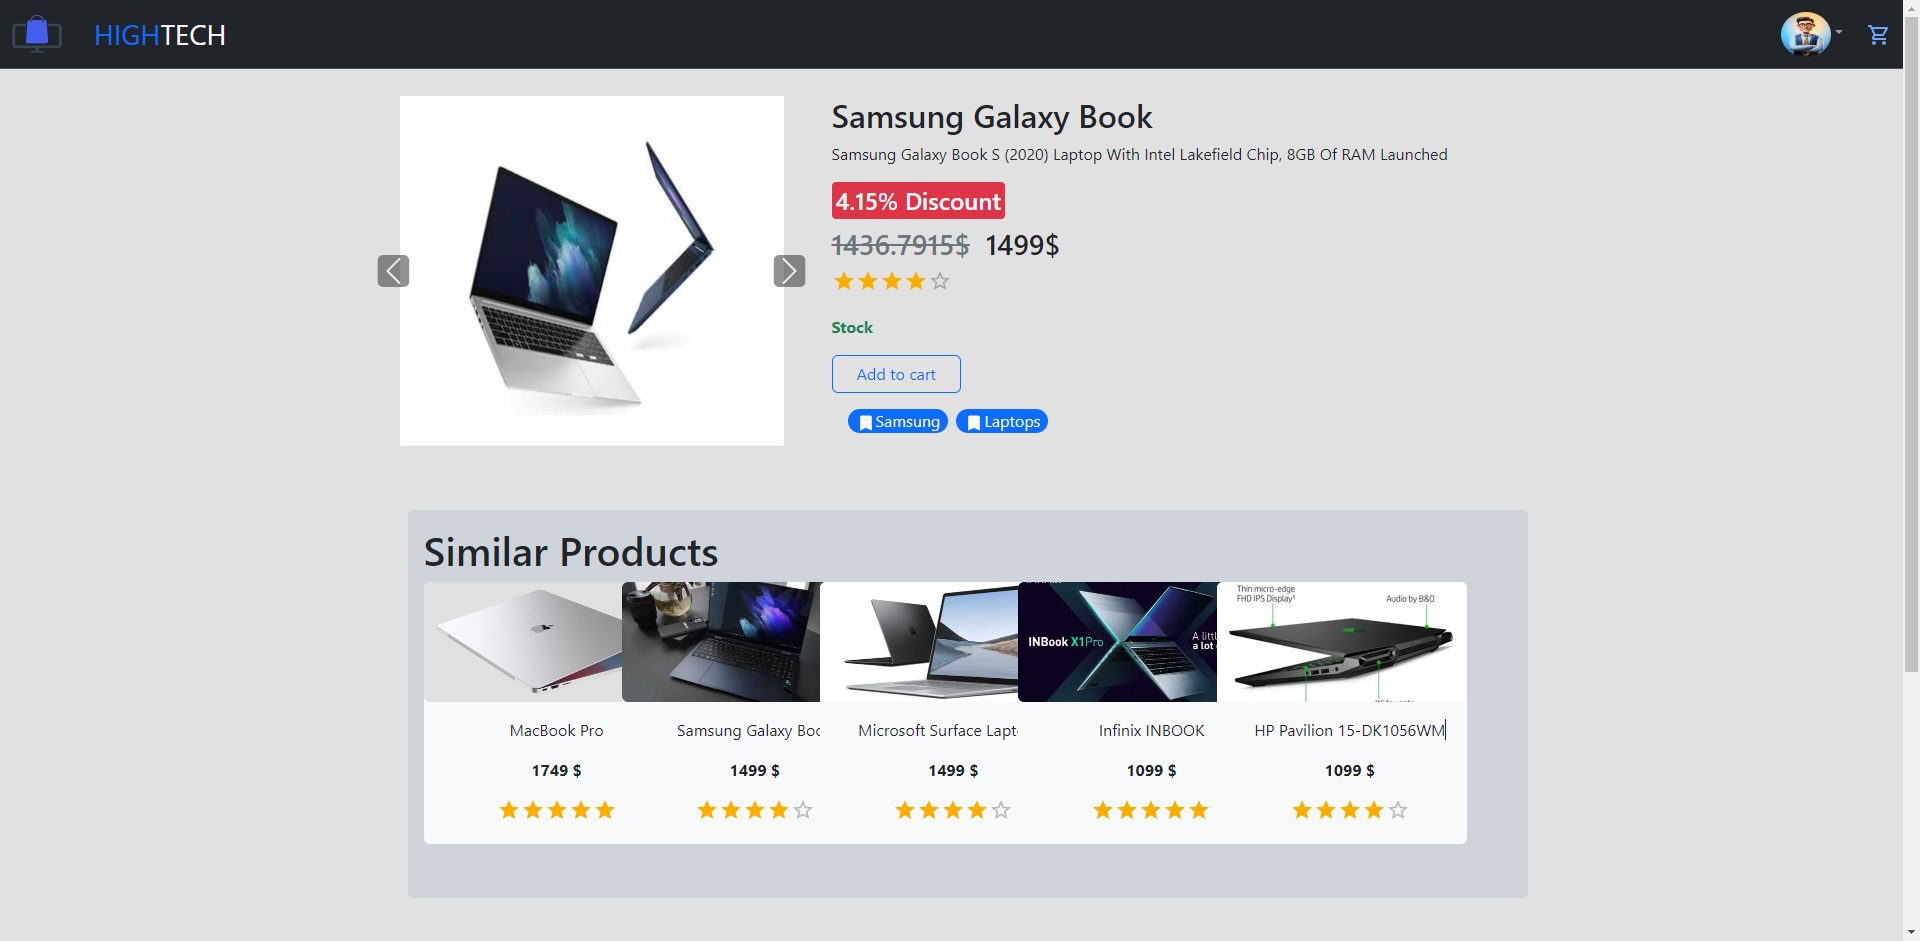 HIGHTECH
Samsung Galaxy Book
Samsung Galaxy Book S (2020) Laptop With Intel Lakefield Chip, 8GB Of RAM Launched
4.15% Discount
1436.7915$ 1499$
Stock
Add to cart
Samsung Laptops
Similar Products
Thin micro-edge
FHD IPS Display¹
Audio by B&O
INBook X1Pro
A littl
a lot
MacBook Pro
Samsung Galaxy Boo
Microsoft Surface Lapt
Infinix INBOOK
HP Pavilion 15-DK1056WM
1749 $
1499 $
1499 $
1099 $
1099 $